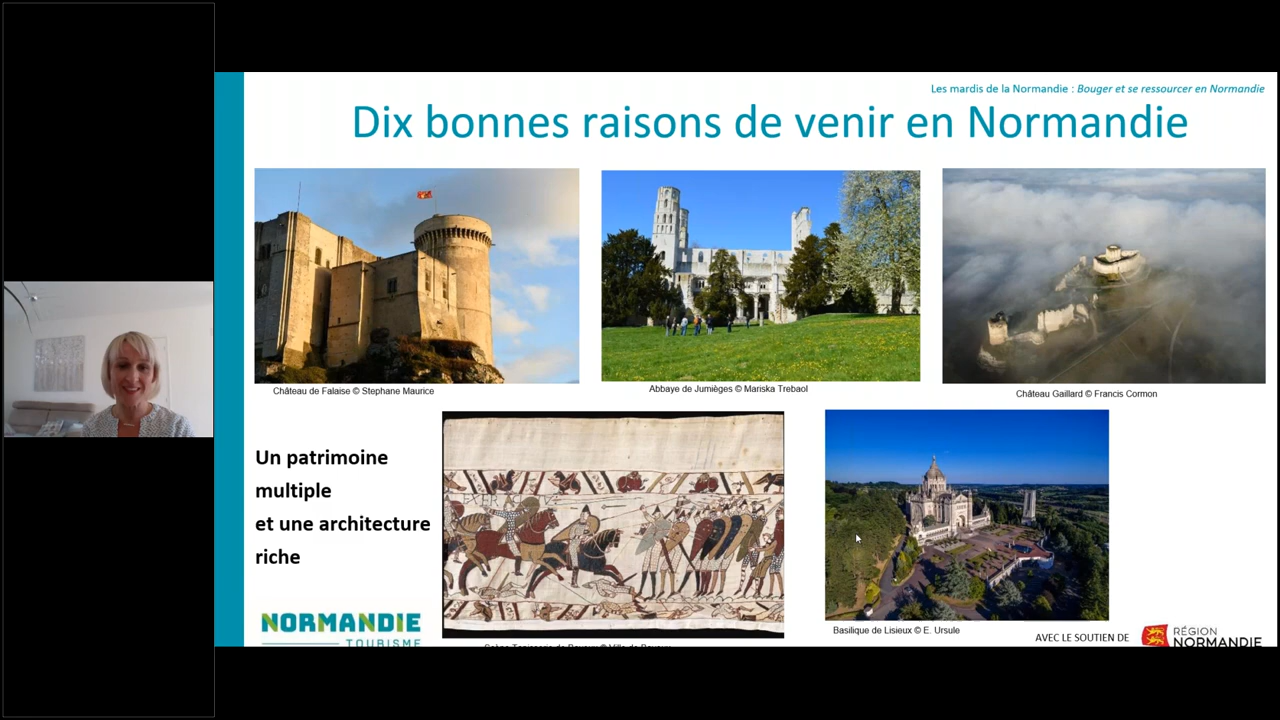 Les mardis de la Normandie : Bouger et se ressourcer en Normandie
Dix bonnes raisons de venir en Normandie
Château de Falaise © Stephane Maurice
Abbaye de Jumièges © Mariska Trebaol
Château Gaillard © Francis Cormon
Un patrimoine
multiple
et une architecture
riche
Basilique de Lisieux © E. Ursule
NORMANDIE
TOURISME
AVEC LE SOUTIEN DE
RÉGION
NORMANDIE